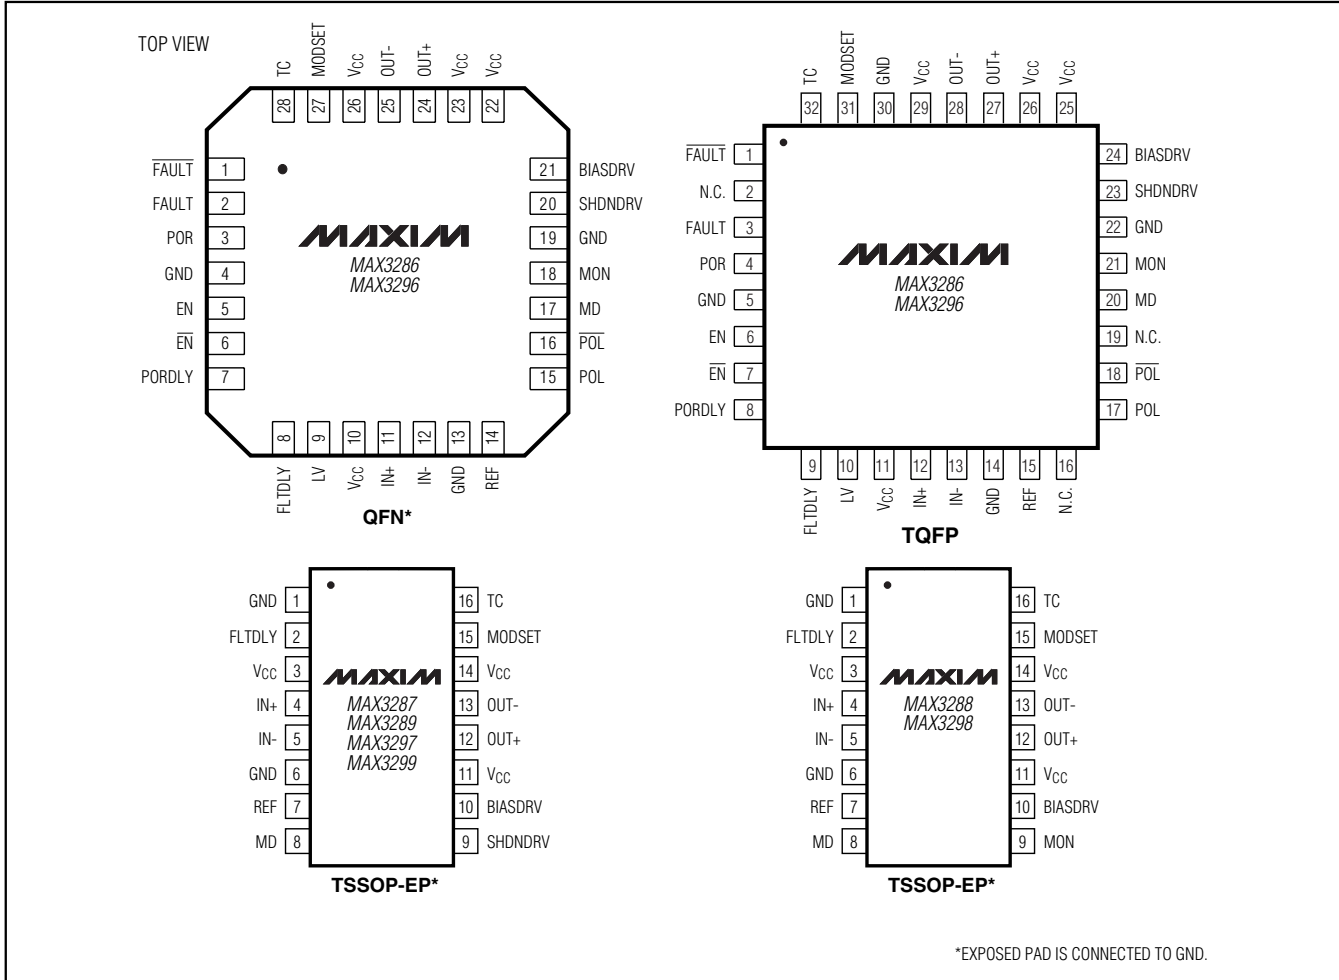 TOP VIEW
TC
MODSET
VCC
OUT-
OUT+
VCC
VCC
28
27
26
25
24
23
22
F̅A̅U̅L̅T̅ 1
FAULT 2
POR 3
GND 4
EN 5
E̅N̅ 6
PORDLY 7
MAXIM
MAX3286
MAX3296
21 BIASDRV
20 SHDNDRV
19 GND
18 MON
17 MD
16 P̅O̅L̅
15 POL
8
9
10
11
12
13
14
FLTDLY
LV
VCC
IN+
IN-
GND
REF
QFN*
TC
MODSET
GND
VCC
OUT-
OUT+
VCC
VCC
32
31
30
29
28
27
26
25
F̅A̅U̅L̅T̅ 1
N.C. 2
FAULT 3
POR 4
GND 5
EN 6
E̅N̅ 7
PORDLY 8
MAXIM
MAX3286
MAX3296
24 BIASDRV
23 SHDNDRV
22 GND
21 MON
20 MD
19 N.C.
18 P̅O̅L̅
17 POL
9
10
11
12
13
14
15
16
FLTDLY
LV
VCC
IN+
IN-
GND
REF
N.C.
TQFP
GND 1
FLTDLY 2
VCC 3
IN+ 4
IN- 5
GND 6
REF 7
MD 8
MAXIM
MAX3287
MAX3289
MAX3297
MAX3299
16 TC
15 MODSET
14 VCC
13 OUT-
12 OUT+
11 VCC
10 BIASDRV
9 SHDNDRV
TSSOP-EP*
GND 1
FLTDLY 2
VCC 3
IN+ 4
IN- 5
GND 6
REF 7
MD 8
MAXIM
MAX3288
MAX3298
16 TC
15 MODSET
14 VCC
13 OUT-
12 OUT+
11 VCC
10 BIASDRV
9 MON
TSSOP-EP*
*EXPOSED PAD IS CONNECTED TO GND.